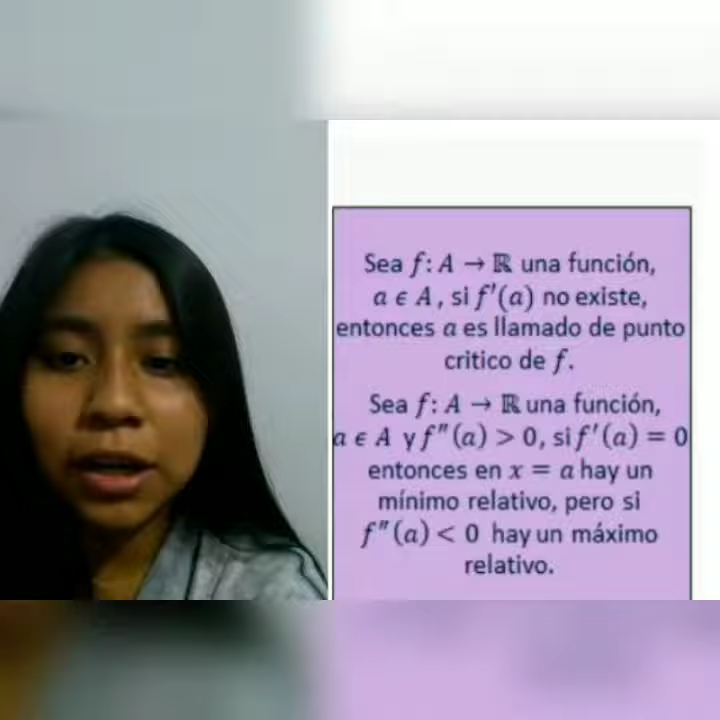 Sea f: A → ℝ una función,
a ϵ A , si f'(a) no existe,
entonces a es llamado de punto
critico de f.
Sea f: A → ℝ una función,
a ϵ A y f"(a) > 0, si f'(a) = 0
entonces en x = a hay un
mínimo relativo, pero si
f"(a) < 0 hay un máximo
relativo.